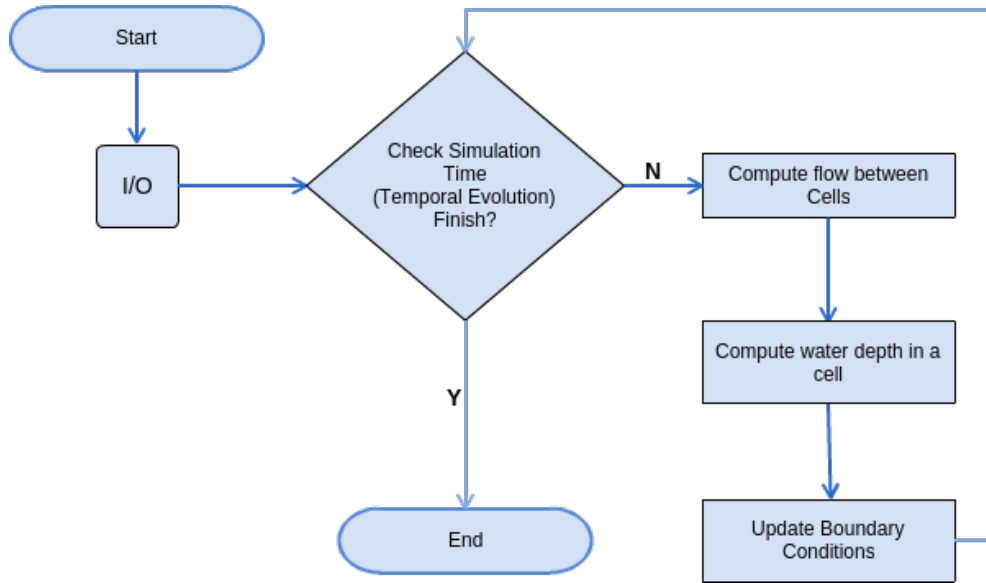 Start
I/O
Check Simulation
Time
(Temporal Evolution)
Finish?
N
Compute flow between
Cells
Compute water depth in a
cell
Y
Update Boundary
Conditions
End